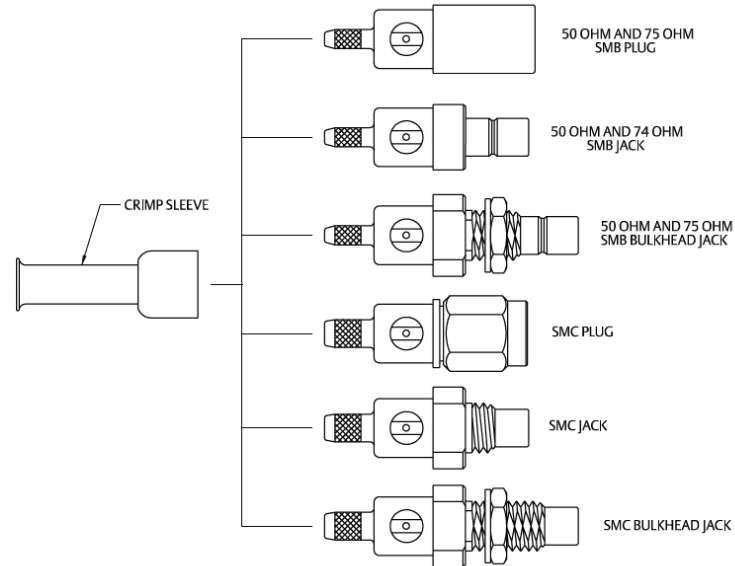 50 OHM AND 75 OHM
SMB PLUG
50 OHM AND 74 OHM
SMB JACK
CRIMP SLEEVE
50 OHM AND 75 OHM
SMB BULKHEAD JACK
SMC PLUG
SMC JACK
SMC BULKHEAD JACK